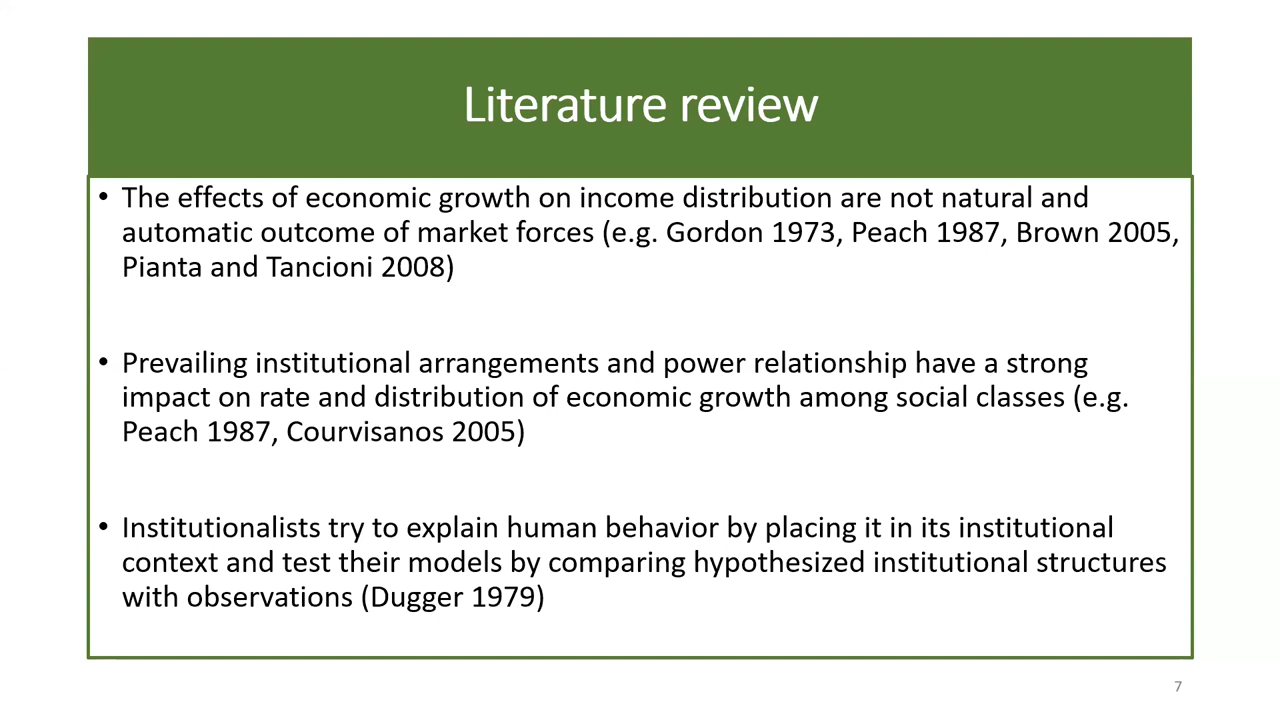 Literature review
• The effects of economic growth on income distribution are not natural and
automatic outcome of market forces (e.g. Gordon 1973, Peach 1987, Brown 2005,
Pianta and Tancioni 2008)
• Prevailing institutional arrangements and power relationship have a strong
impact on rate and distribution of economic growth among social classes (e.g.
Peach 1987, Courvisanos 2005)
• Institutionalists try to explain human behavior by placing it in its institutional
context and test their models by comparing hypothesized institutional structures
with observations (Dugger 1979)
7